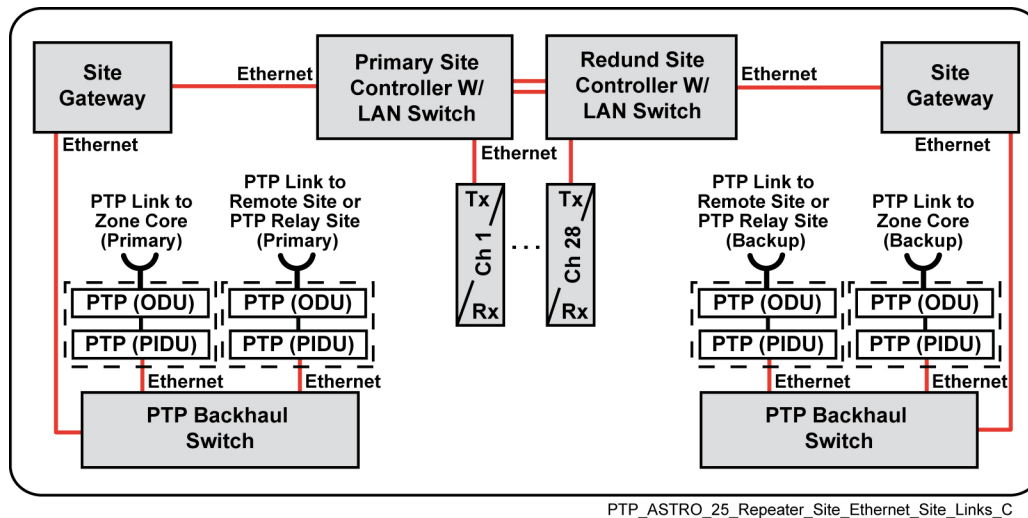 Site
Gateway
Ethernet
Primary Site
Controller W/
LAN Switch
Redund Site
Controller W/
LAN Switch
Ethernet
Site
Gateway
Ethernet
Ethernet
Ethernet
PTP Link to
Zone Core
(Primary)
PTP Link to
Remote Site or
PTP Relay Site
(Primary)
Tx
Ch 1
Rx
...
Tx
Ch 28
Rx
PTP Link to
Remote Site or
PTP Relay Site
(Backup)
PTP Link to
Zone Core
(Backup)
PTP (ODU)
PTP (PIDU)
PTP (ODU)
PTP (PIDU)
PTP (ODU)
PTP (PIDU)
PTP (ODU)
PTP (PIDU)
Ethernet
Ethernet
Ethernet
Ethernet
PTP Backhaul
Switch
PTP Backhaul
Switch
PTP_ASTRO_25_Repeater_Site_Ethernet_Site_Links_C